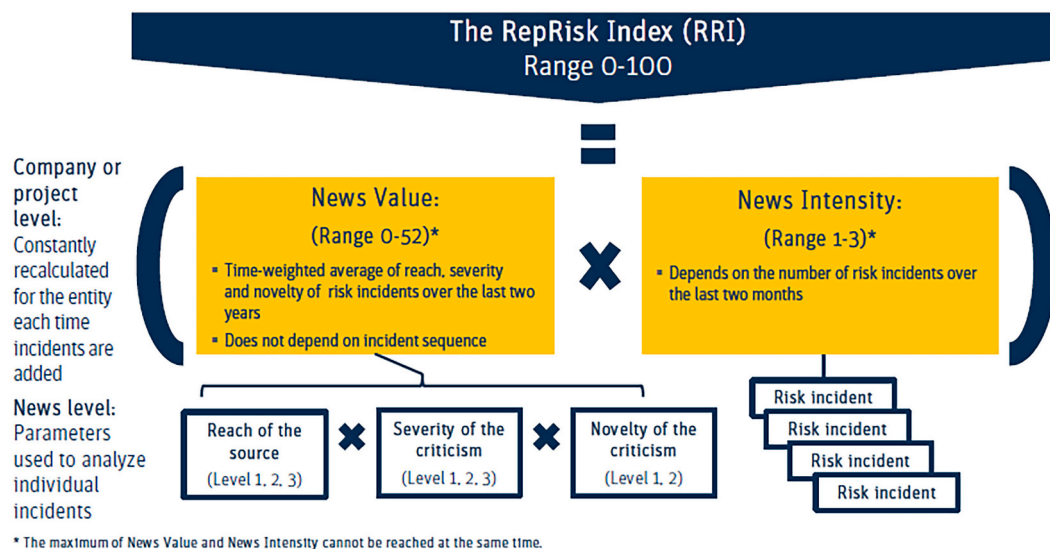 The RepRisk Index (RRI)
Range 0-100
=
Company or
project
level:
Constantly
recalculated
for the entity
each time
incidents are
added
News Value:
(Range 0-52)*
▪ Time-weighted average of reach, severity
and novelty of risk incidents over the last two
years
▪ Does not depend on incident sequence
×
News Intensity:
(Range 1-3)*
▪ Depends on the number of risk incidents over
the last two months
News level:
Parameters
used to analyze
individual
incidents
Reach of the
source
(Level 1, 2, 3)
×
Severity of the
criticism
(Level 1, 2, 3)
×
Novelty of the
criticism
(Level 1, 2)
Risk incident
Risk incident
Risk incident
Risk incident
* The maximum of News Value and News Intensity cannot be reached at the same time.